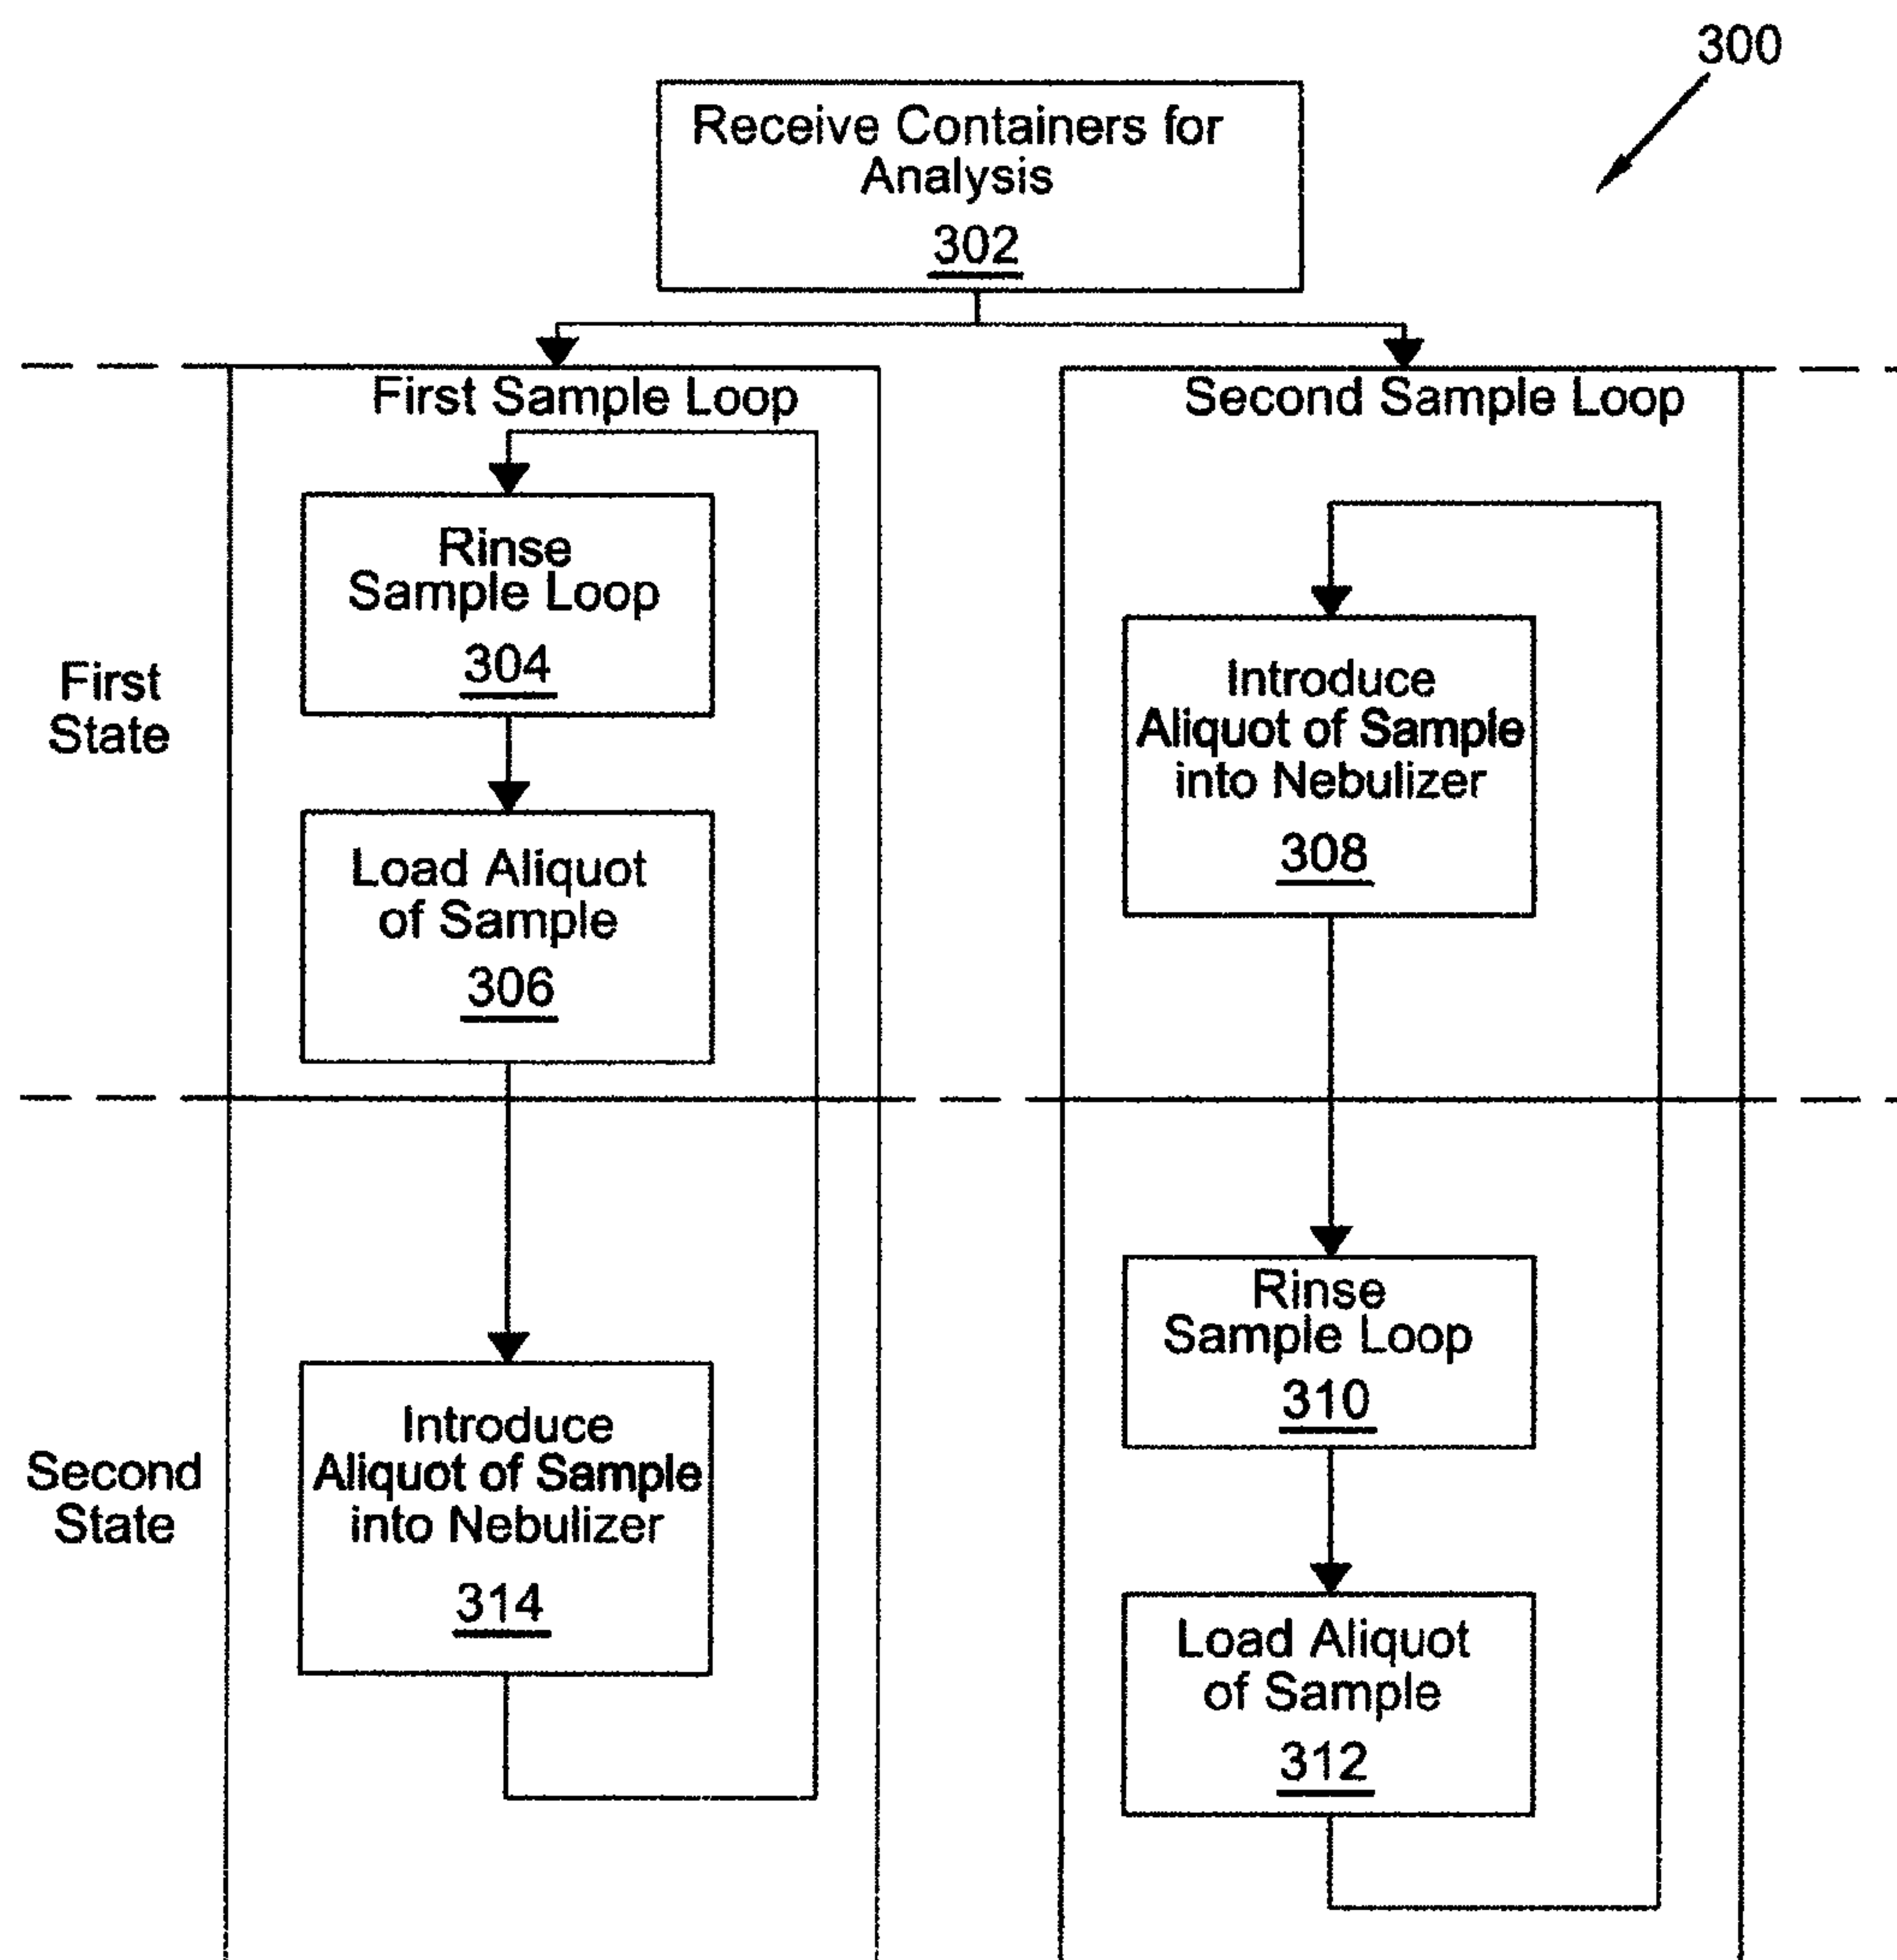 300
Receive Containers for
Analysis
302
First Sample Loop
Second Sample Loop
First
State
Rinse
Sample Loop
304
Load Aliquot
of Sample
306
Introduce
Aliquot of Sample
into Nebulizer
308
Second
State
Introduce
Aliquot of Sample
into Nebulizer
314
Rinse
Sample Loop
310
Load Aliquot
of Sample
312